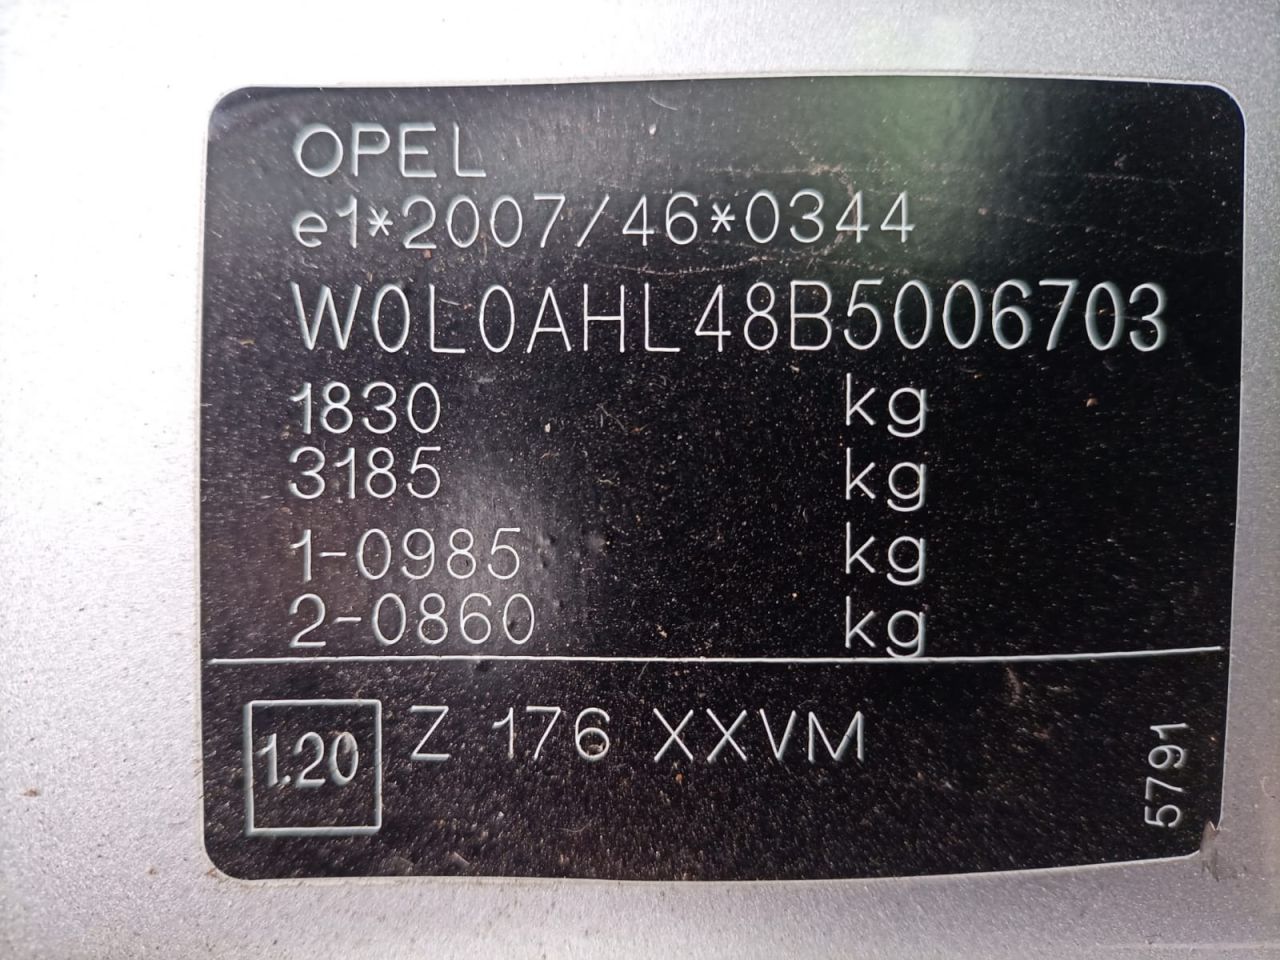 OPEL
e1*2007/46*0344
W0L0AHL48B5006703
1830 kg
3185 kg
1-0985 kg
2-0860 kg
1.20 Z 176 XXVM
5791